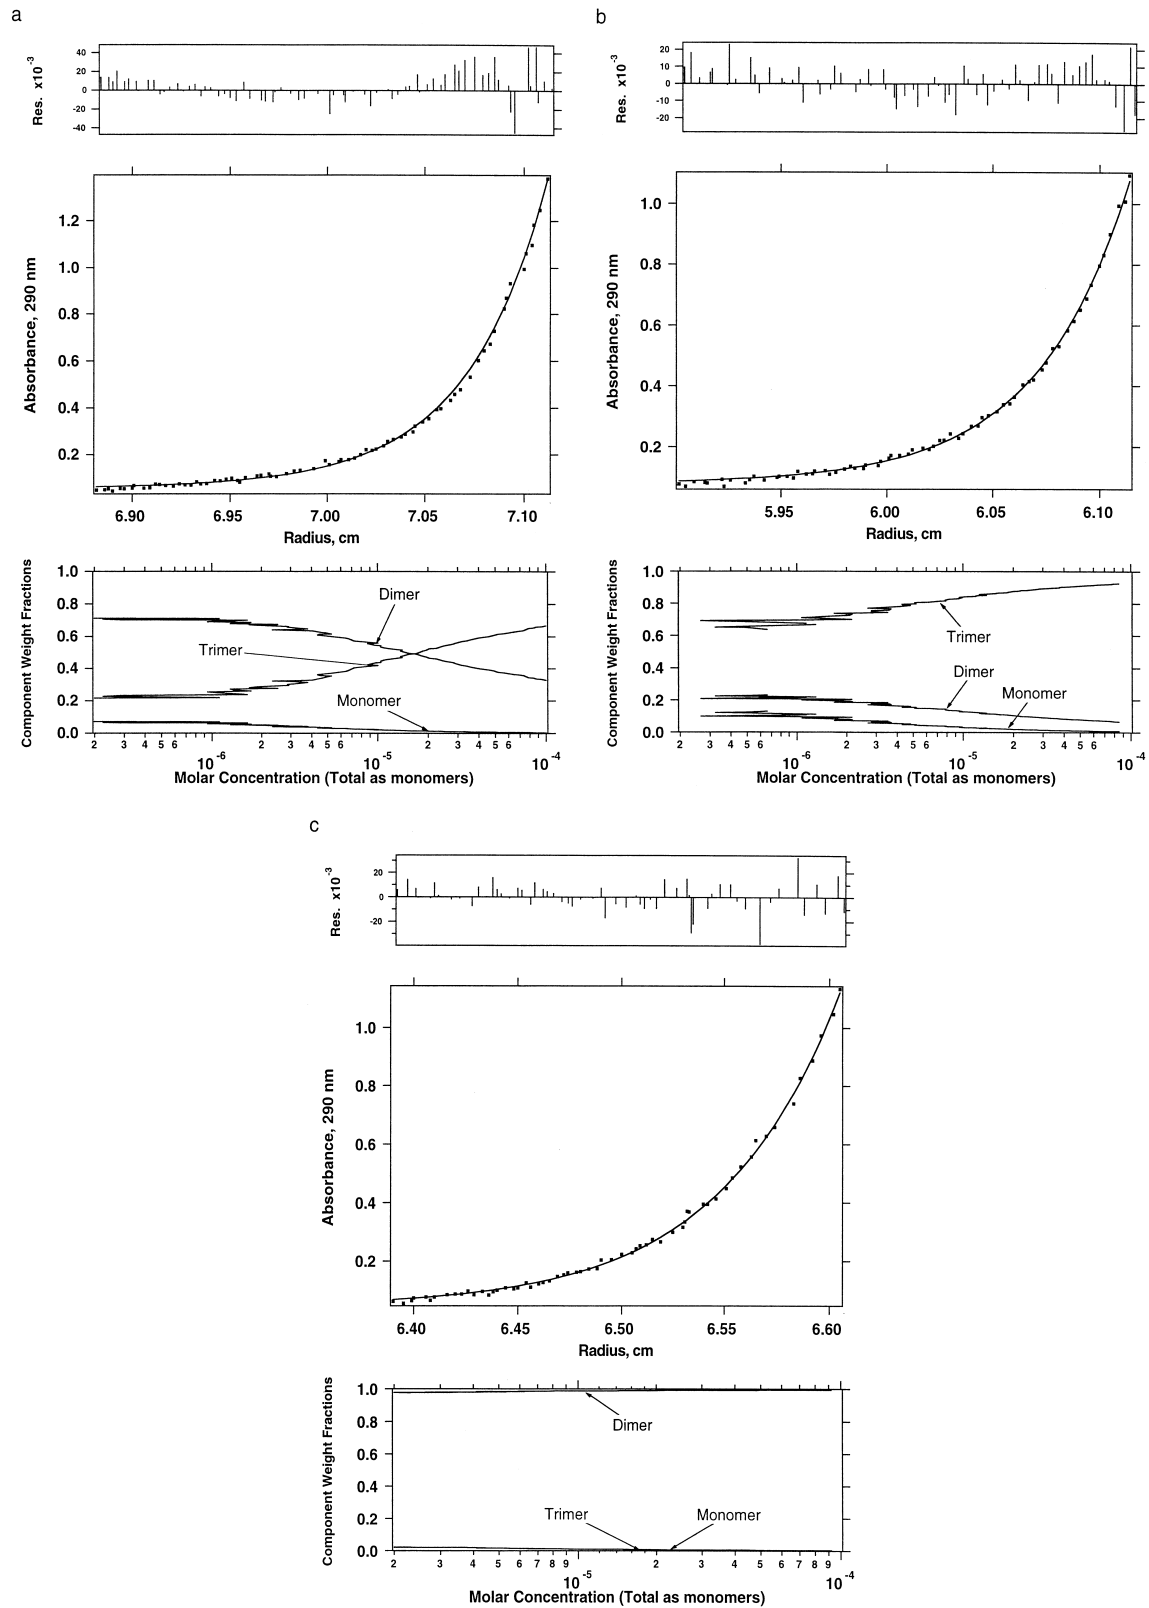 a
Res. x10-3
40
20
0
-20
-40
Absorbance, 290 nm
1.2
1.0
0.8
0.6
0.4
0.2
6.90 6.95 7.00 7.05 7.10
Radius, cm
Component Weight Fractions
1.0
0.8
0.6
0.4
0.2
0.0
Dimer
Trimer
Monomer
2 3 4 5 6 2 3 4 5 6 2 3 4 5 6
10-6 10-5 10-4
Molar Concentration (Total as monomers)
b
Res. x10-3
20
10
0
-10
-20
Absorbance, 290 nm
1.0
0.8
0.6
0.4
0.2
5.95 6.00 6.05 6.10
Radius, cm
Component Weight Fractions
1.0
0.8
0.6
0.4
0.2
0.0
Trimer
Dimer
Monomer
2 3 4 5 6 2 3 4 5 6 2 3 4 5 6
10-6 10-5 10-4
Molar Concentration (Total as monomers)
c
Res. x10-3
20
0
-20
Absorbance, 290 nm
1.0
0.8
0.6
0.4
0.2
6.40 6.45 6.50 6.55 6.60
Radius, cm
Component Weight Fractions
1.0
0.8
0.6
0.4
0.2
0.0
Dimer
Trimer
Monomer
2 3 4 5 6 7 8 9 2 3 4 5 6 7 8 9
10-5 10-4
Molar Concentration (Total as monomers)